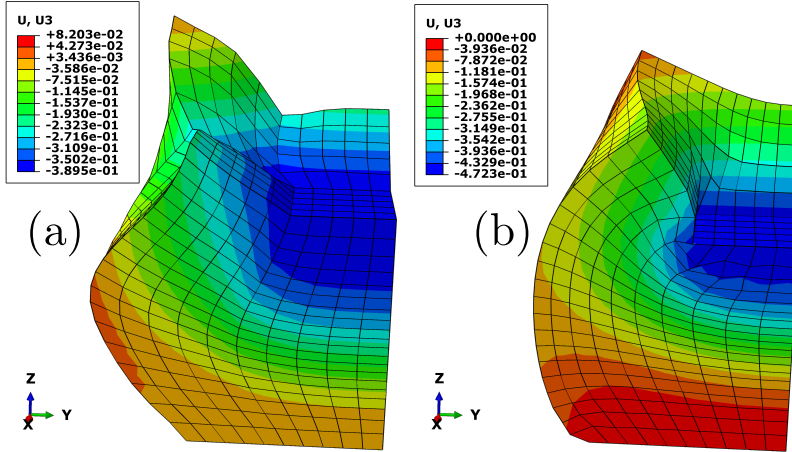 U, U3
+8.203e-02
+4.273e-02
+3.436e-03
-3.586e-02
-7.515e-02
-1.145e-01
-1.537e-01
-1.930e-01
-2.323e-01
-2.716e-01
-3.109e-01
-3.502e-01
-3.895e-01
(a)
Z
Y
X
U, U3
+0.000e+00
-3.936e-02
-7.872e-02
-1.181e-01
-1.574e-01
-1.968e-01
-2.362e-01
-2.755e-01
-3.149e-01
-3.542e-01
-3.936e-01
-4.329e-01
-4.723e-01
(b)
Z
Y
X